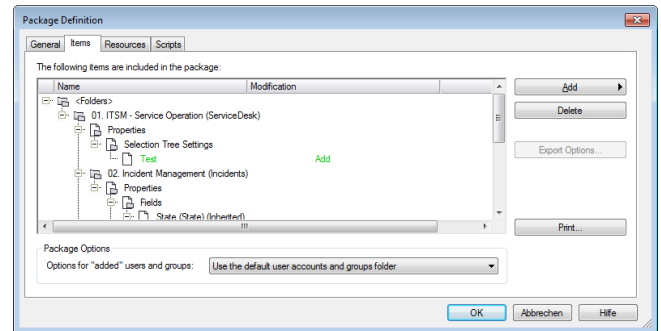 Package Definition
General Items Resources Scripts
The following items are included in the package:
Name Modification
<Folders>
01. ITSM - Service Operation (ServiceDesk)
Properties
Selection Tree Settings
Test Add
02. Incident Management (Incidents)
Properties
Fields
State (State) (Inherited)
Add
Delete
Export Options...
Print...
Package Options
Options for "added" users and groups: Use the default user accounts and groups folder
OK Abbrechen Hilfe